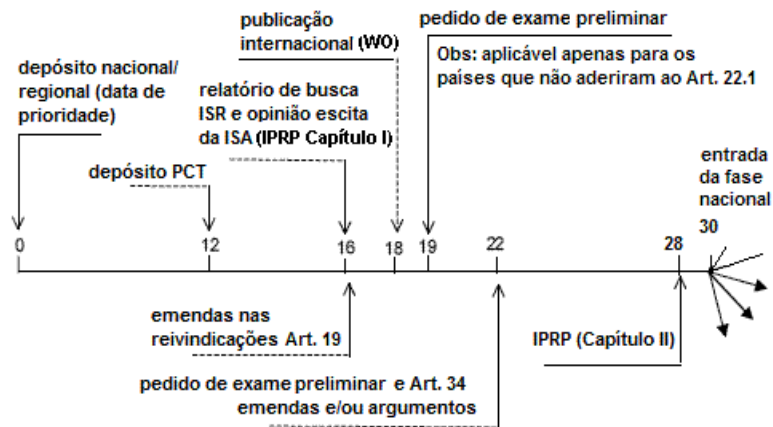 publicação
internacional (WO)
pedido de exame preliminar
Obs: aplicável apenas para os
países que não aderiram ao Art. 22.1
depósito nacional/
regional (data de
prioridade)
relatório de busca
ISR e opinião escita
da ISA (IPRP Capítulo I)
depósito PCT
entrada
da fase
nacional
0
12
16
18
19
22
28
30
emendas nas
reivindicações Art. 19
pedido de exame preliminar e Art. 34
emendas e/ou argumentos
IPRP (Capítulo II)